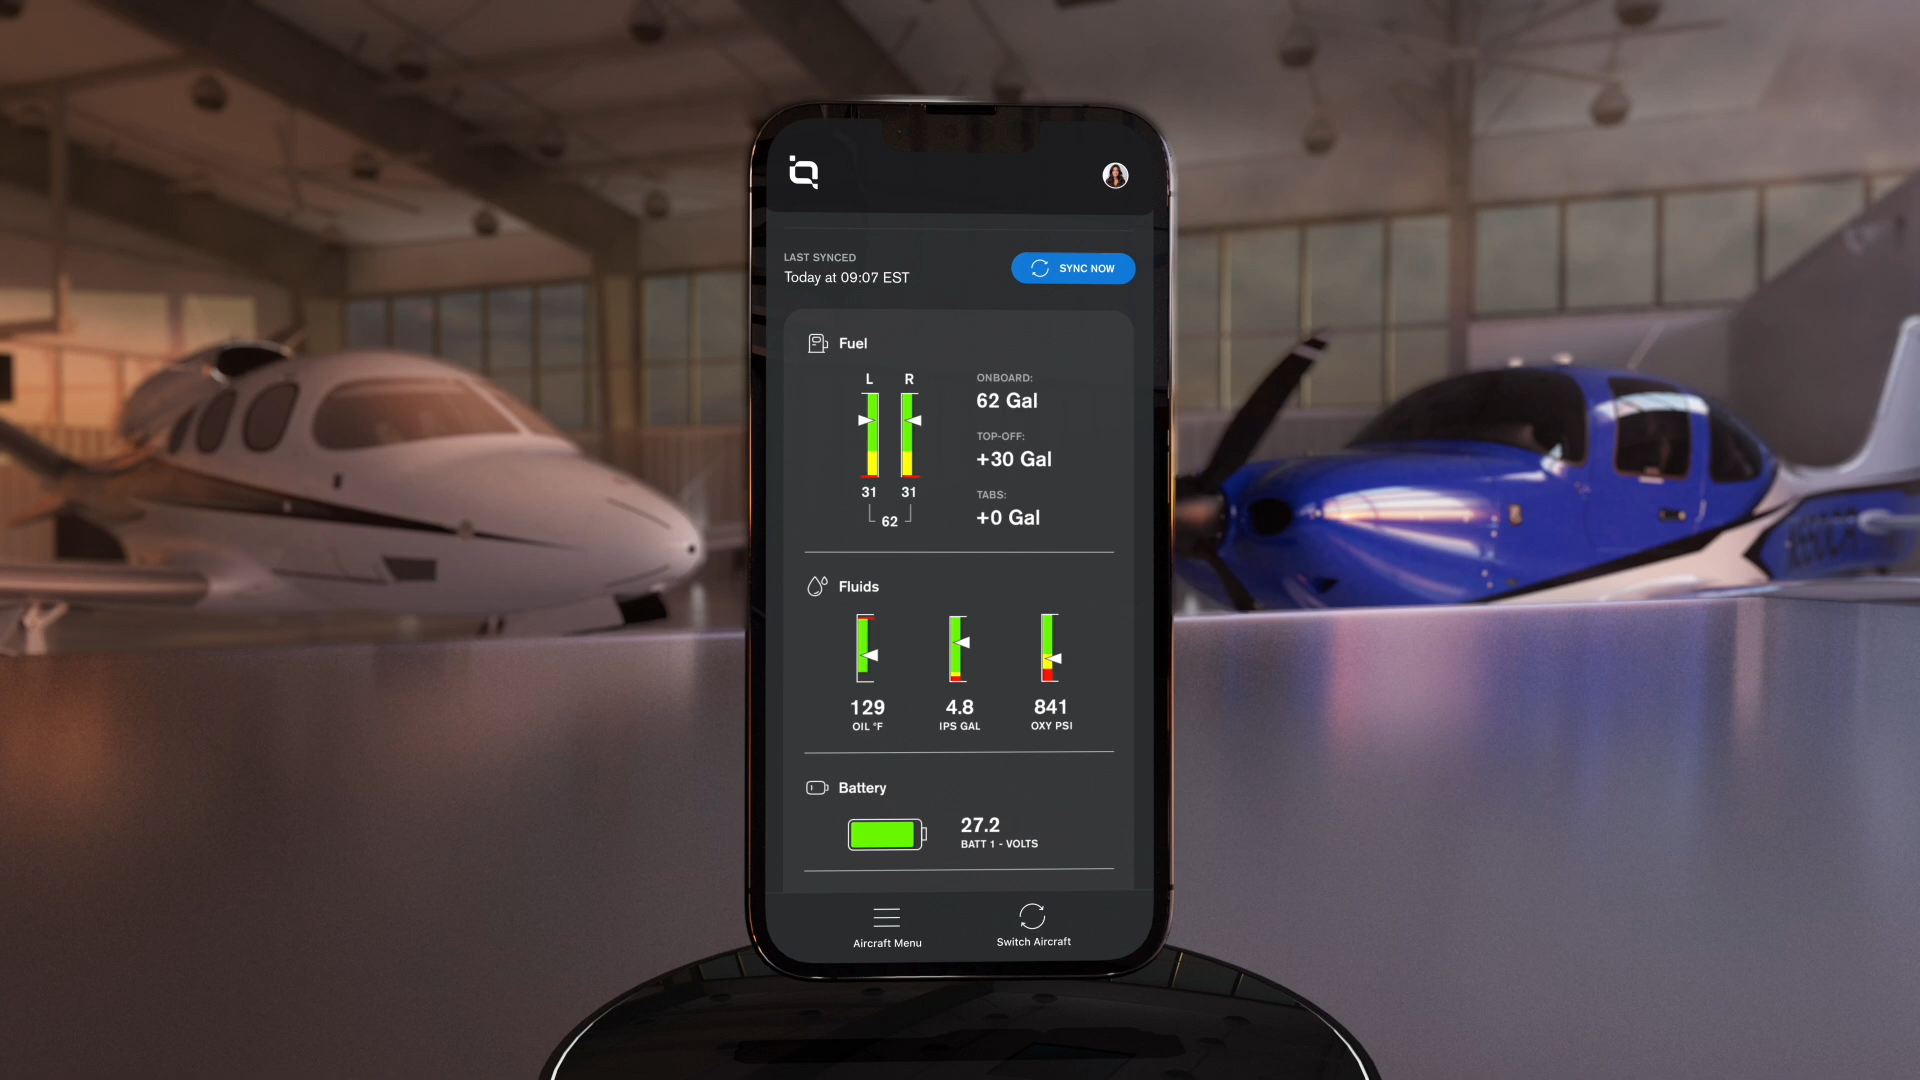 iQ
LAST SYNCED
Today at 09:07 EST
SYNC NOW
Fuel
L R
31 31
62
ONBOARD:
62 Gal
TOP-OFF:
+30 Gal
TABS:
+0 Gal
Fluids
129 4.8 841
OIL °F IPS GAL OXY PSI
Battery
27.2
BATT 1 - VOLTS
Aircraft Menu Switch Aircraft